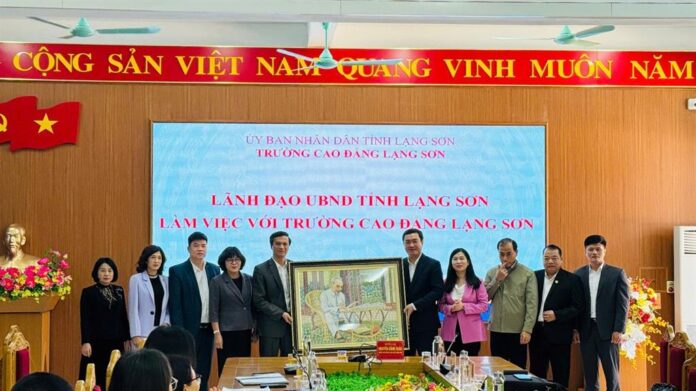 CỘNG SẢN VIỆT NAM QUANG VINH MUÔN NĂM
ỦY BAN NHÂN DÂN TỈNH LẠNG SƠN
TRƯỜNG CAO ĐẲNG LẠNG SƠN
LÃNH ĐẠO UBND TỈNH LẠNG SƠN
LÀM VIỆC VỚI TRƯỜNG CAO ĐẲNG LẠNG SƠN